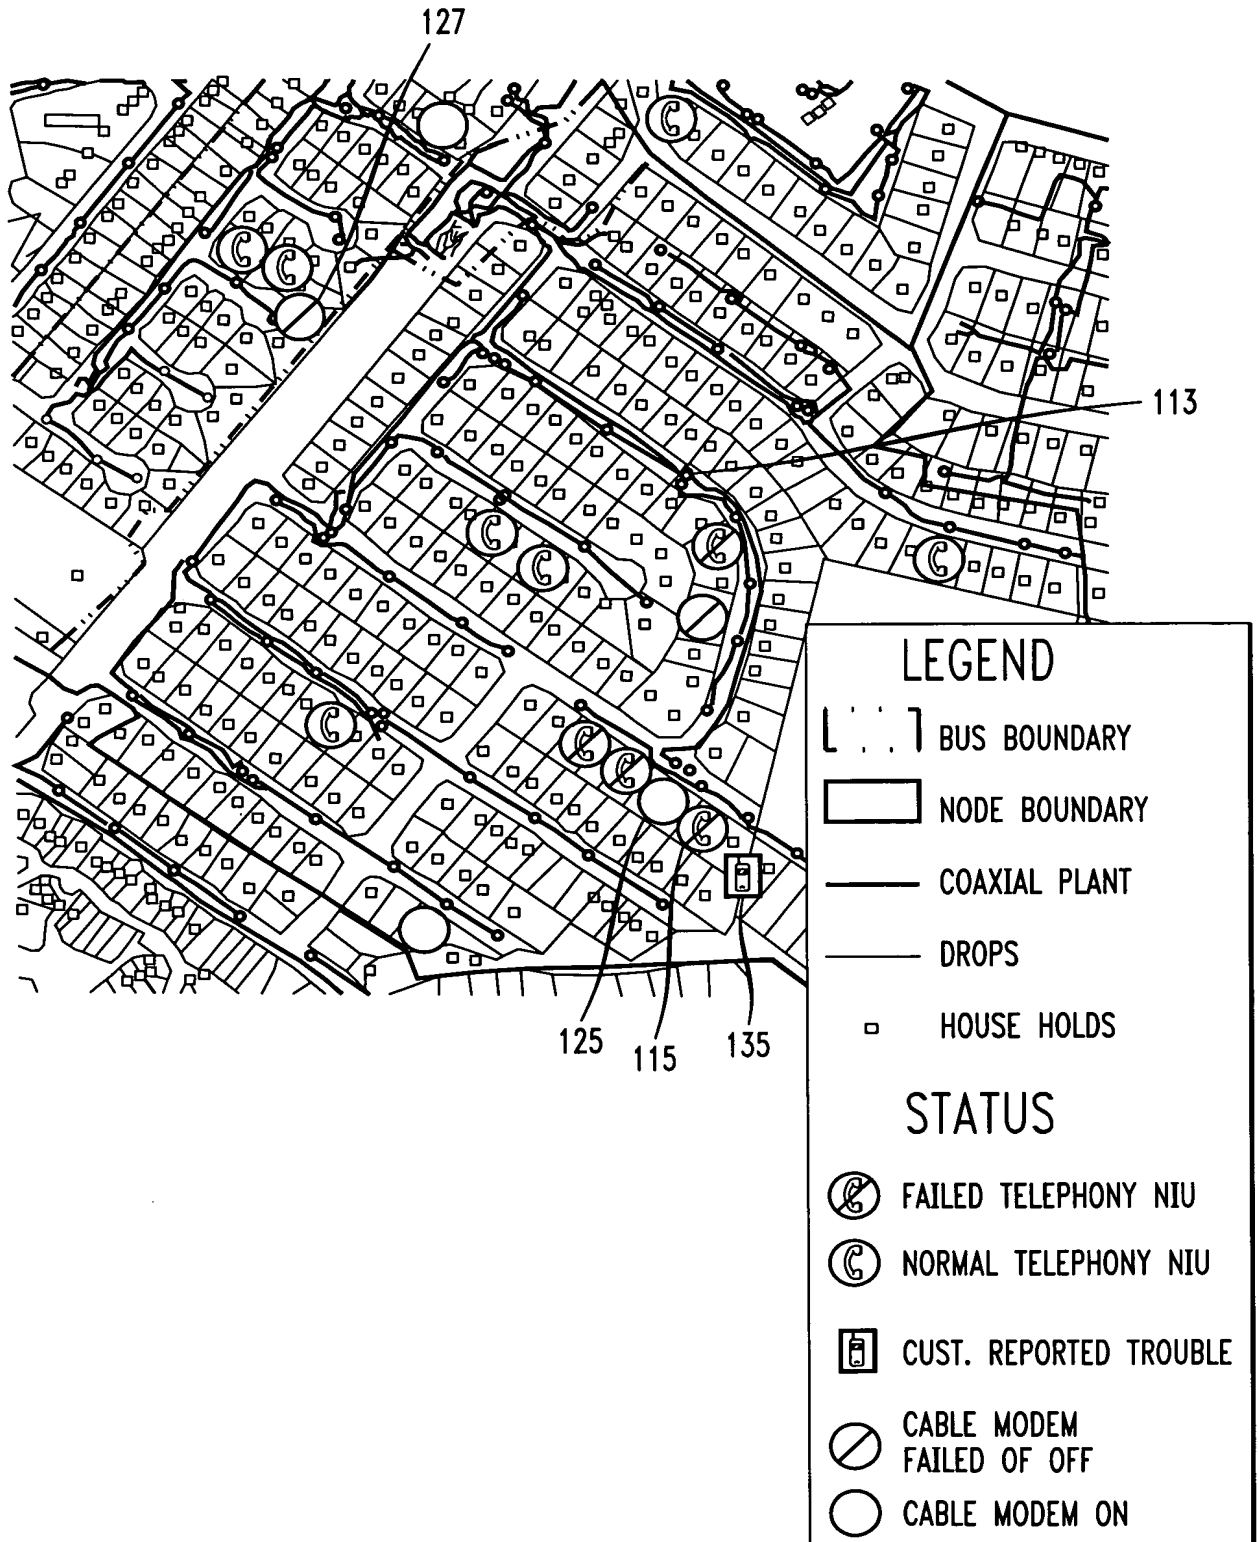 127
113
125
115
135
LEGEND
BUS BOUNDARY
NODE BOUNDARY
COAXIAL PLANT
DROPS
HOUSE HOLDS
STATUS
FAILED TELEPHONY NIU
NORMAL TELEPHONY NIU
CUST. REPORTED TROUBLE
CABLE MODEM
FAILED OF OFF
CABLE MODEM ON